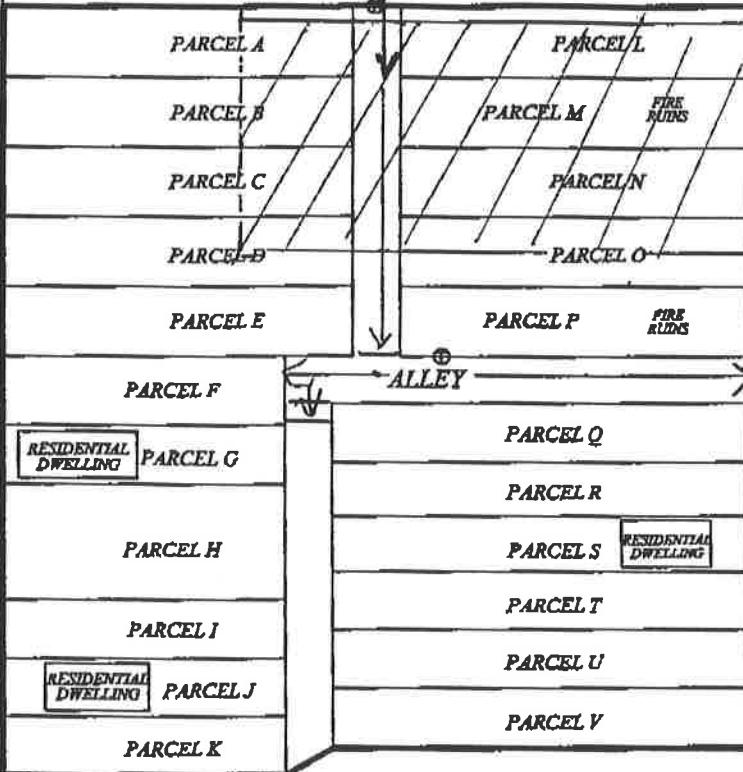 PARCEL A
PARCEL B
PARCEL C
PARCEL D
PARCEL E
PARCEL F
RESIDENTIAL
DWELLING
PARCEL G
PARCEL H
PARCEL I
RESIDENTIAL
DWELLING
PARCEL J
PARCEL K
PARCEL L
PARCEL M
FIRE
RUINS
PARCEL N
PARCEL O
PARCEL P
FIRE
RUINS
ALLEY
PARCEL Q
PARCEL R
PARCEL S
RESIDENTIAL
DWELLING
PARCEL T
PARCEL U
PARCEL V